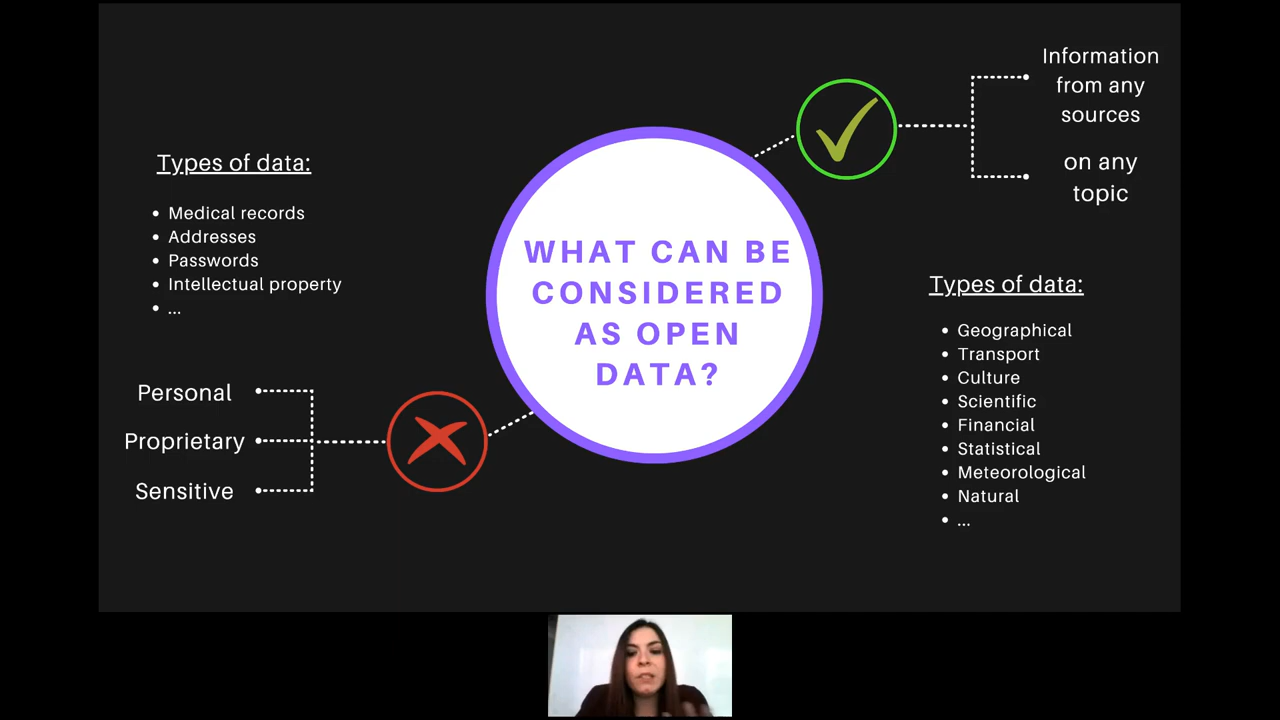 Information
from any
sources
on any
topic
Types of data:
Medical records
Addresses
Passwords
Intellectual property
...
WHAT CAN BE
CONSIDERED
AS OPEN
DATA?
Types of data:
Geographical
Transport
Culture
Scientific
Financial
Statistical
Meteorological
Natural
...
Personal
Proprietary
Sensitive